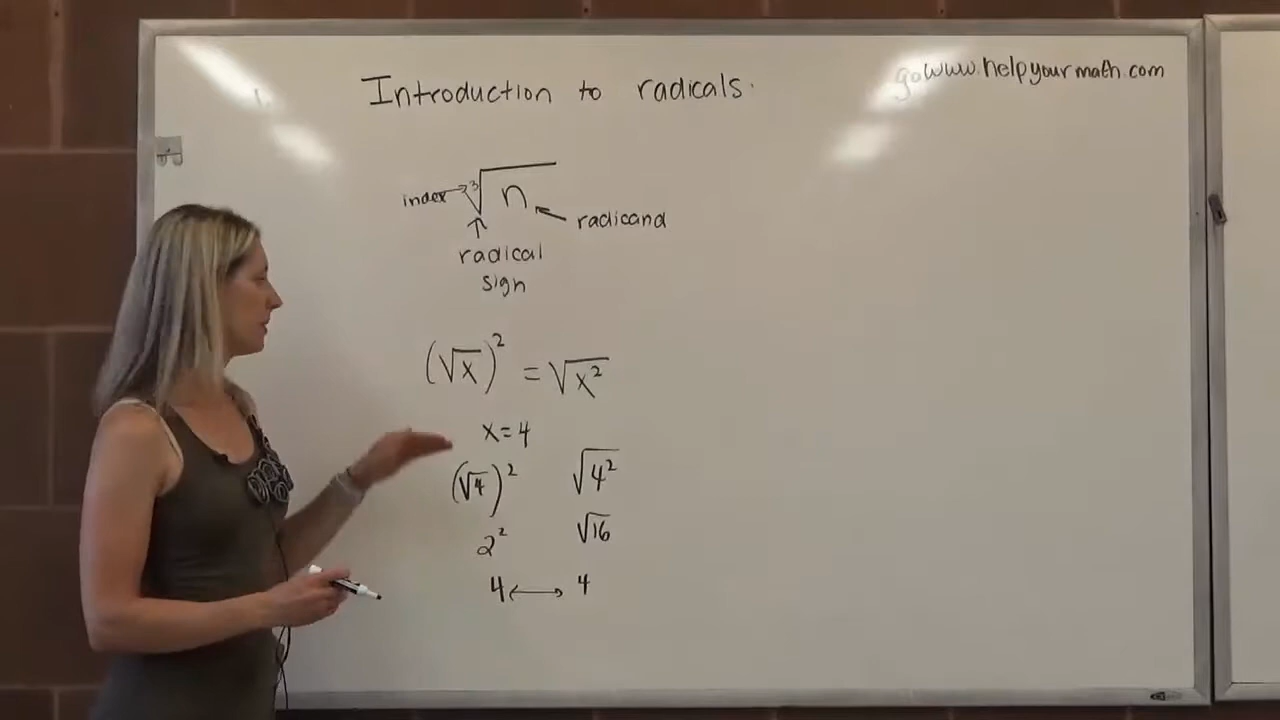 Introduction to radicals.
gowww.helpyourmath.com
index → ³√n ← radicand
↑
radical
sign
(√x)² = √x²
x=4
(√4)² √4²
2² √16
4 ↔ 4